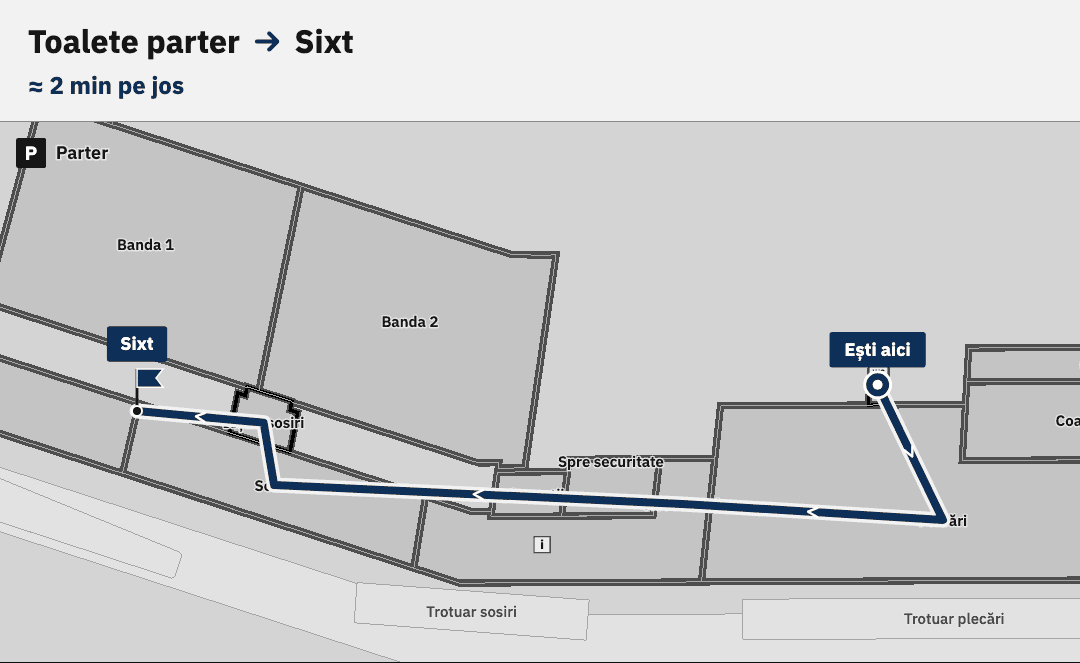 Toalete parter → Sixt
≈ 2 min pe jos
P Parter
Banda 1
Banda 2
Sixt
Ești aici
sosiri
Spre securitate
Coa
ări
i
Trotuar sosiri
Trotuar plecări